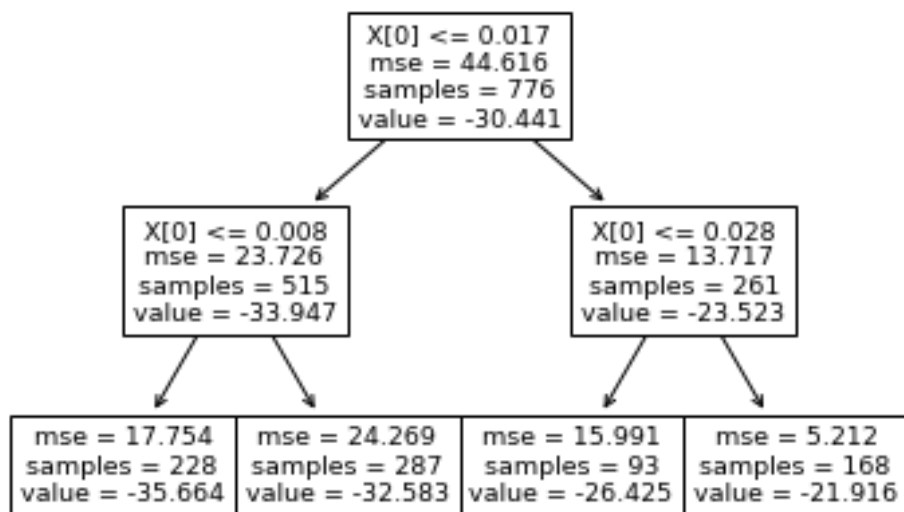 X[0] <= 0.017
mse = 44.616
samples = 776
value = -30.441
X[0] <= 0.008
mse = 23.726
samples = 515
value = -33.947
X[0] <= 0.028
mse = 13.717
samples = 261
value = -23.523
mse = 17.754
samples = 228
value = -35.664
mse = 24.269
samples = 287
value = -32.583
mse = 15.991
samples = 93
value = -26.425
mse = 5.212
samples = 168
value = -21.916